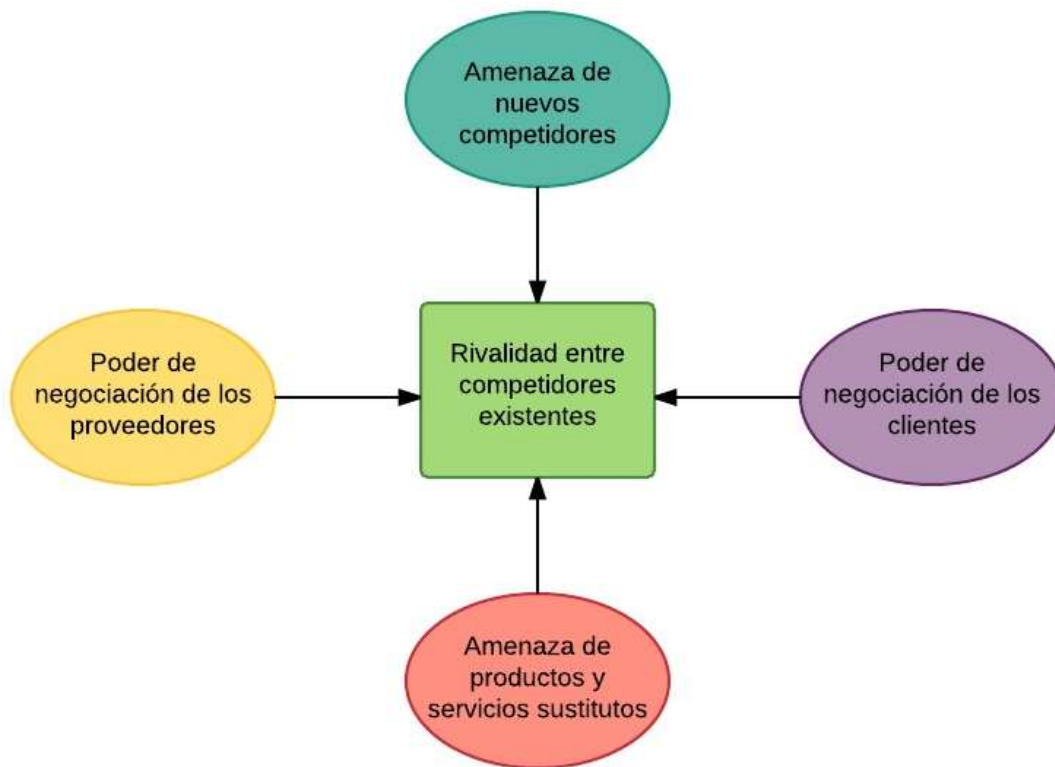 Amenaza de
nuevos
competidores
Poder de
negociación de los
proveedores
Rivalidad entre
competidores
existentes
Poder de
negociación de los
clientes
Amenaza de
productos y
servicios sustitutos